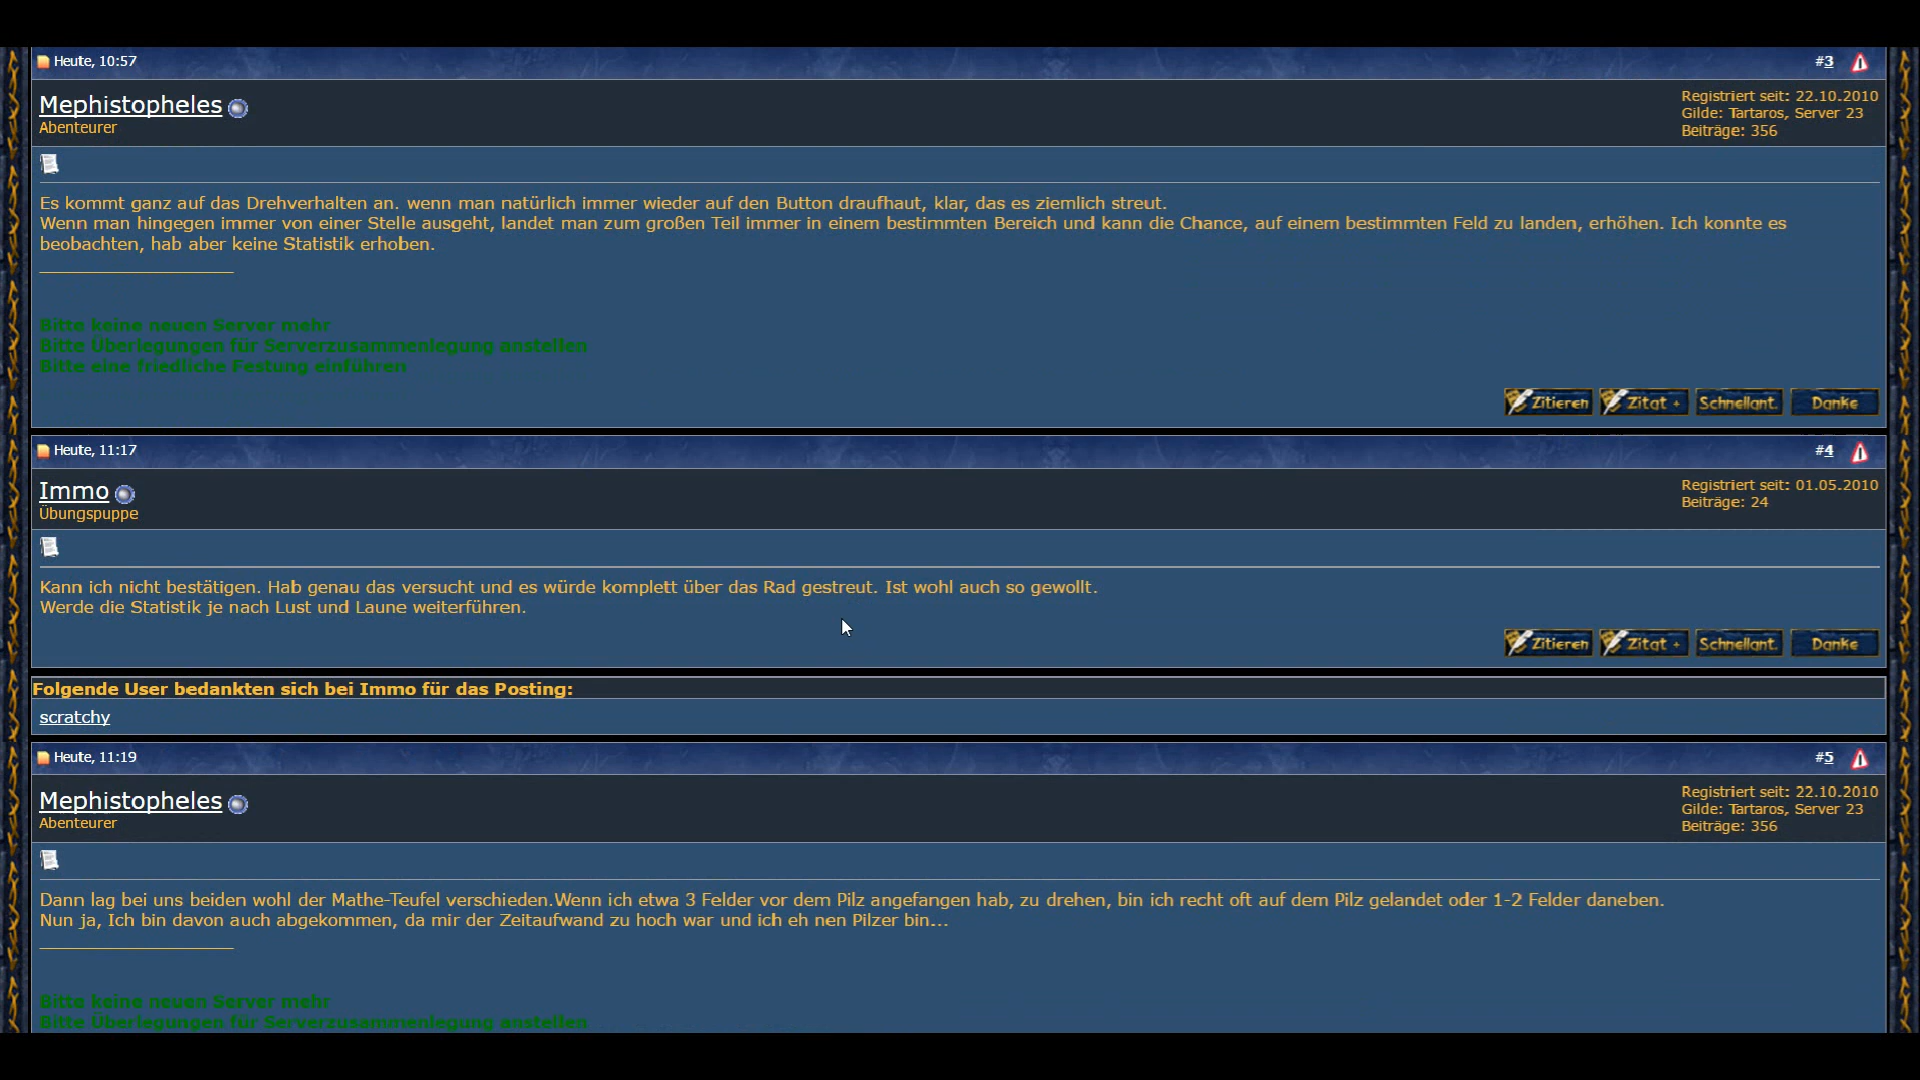 Heute, 10:57 #3
Mephistopheles
Abenteurer
Registriert seit: 22.10.2010
Gilde: Tartaros, Server 23
Beiträge: 356
Es kommt ganz auf das Drehverhalten an. wenn man natürlich immer wieder auf den Button draufhaut, klar, das es ziemlich streut.
Wenn man hingegen immer von einer Stelle ausgeht, landet man zum großen Teil immer in einem bestimmten Bereich und kann die Chance, auf einem bestimmten Feld zu landen, erhöhen. Ich konnte es
beobachten, hab aber keine Statistik erhoben.
Bitte keine neuen Server mehr
Bitte Überlegungen für Serverzusammenlegung anstellen
Bitte eine friedliche Festung einführen
Zitieren Zitat + Schnellant. Danke
Heute, 11:17 #4
Immo
Übungspuppe
Registriert seit: 01.05.2010
Beiträge: 24
Kann ich nicht bestätigen. Hab genau das versucht und es würde komplett über das Rad gestreut. Ist wohl auch so gewollt.
Werde die Statistik je nach Lust und Laune weiterführen.
Zitieren Zitat + Schnellant. Danke
Folgende User bedankten sich bei Immo für das Posting:
scratchy
Heute, 11:19 #5
Mephistopheles
Abenteurer
Registriert seit: 22.10.2010
Gilde: Tartaros, Server 23
Beiträge: 356
Dann lag bei uns beiden wohl der Mathe-Teufel verschieden.Wenn ich etwa 3 Felder vor dem Pilz angefangen hab, zu drehen, bin ich recht oft auf dem Pilz gelandet oder 1-2 Felder daneben.
Nun ja, Ich bin davon auch abgekommen, da mir der Zeitaufwand zu hoch war und ich eh nen Pilzer bin...
Bitte keine neuen Server mehr
Bitte Überlegungen für Serverzusammenlegung anstellen